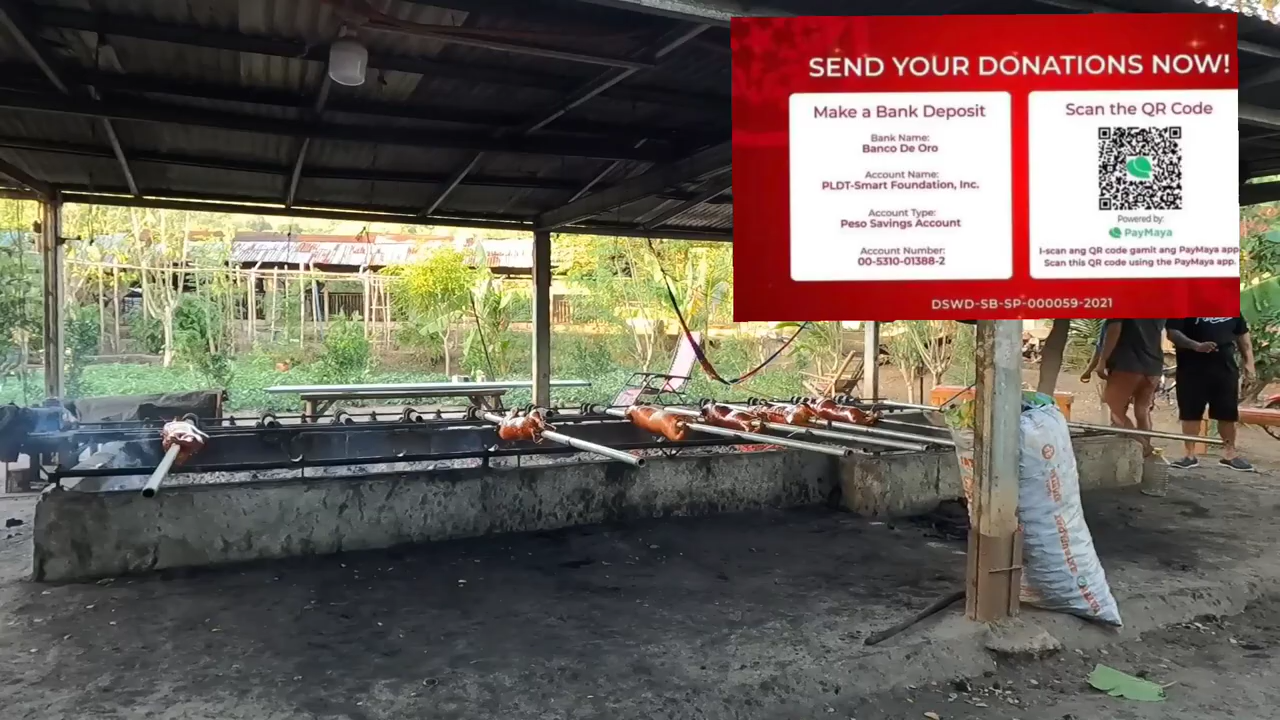 SEND YOUR DONATIONS NOW!
Make a Bank Deposit
Bank Name:
Banco De Oro
Account Name:
PLDT-Smart Foundation, Inc.
Account Type:
Peso Savings Account
Account Number:
00-5310-01388-2
Scan the QR Code
Powered by:
PayMaya
I-scan ang QR code gamit ang PayMaya app
Scan this QR code using the PayMaya app.
DSWD-SB-SP-000059-2021